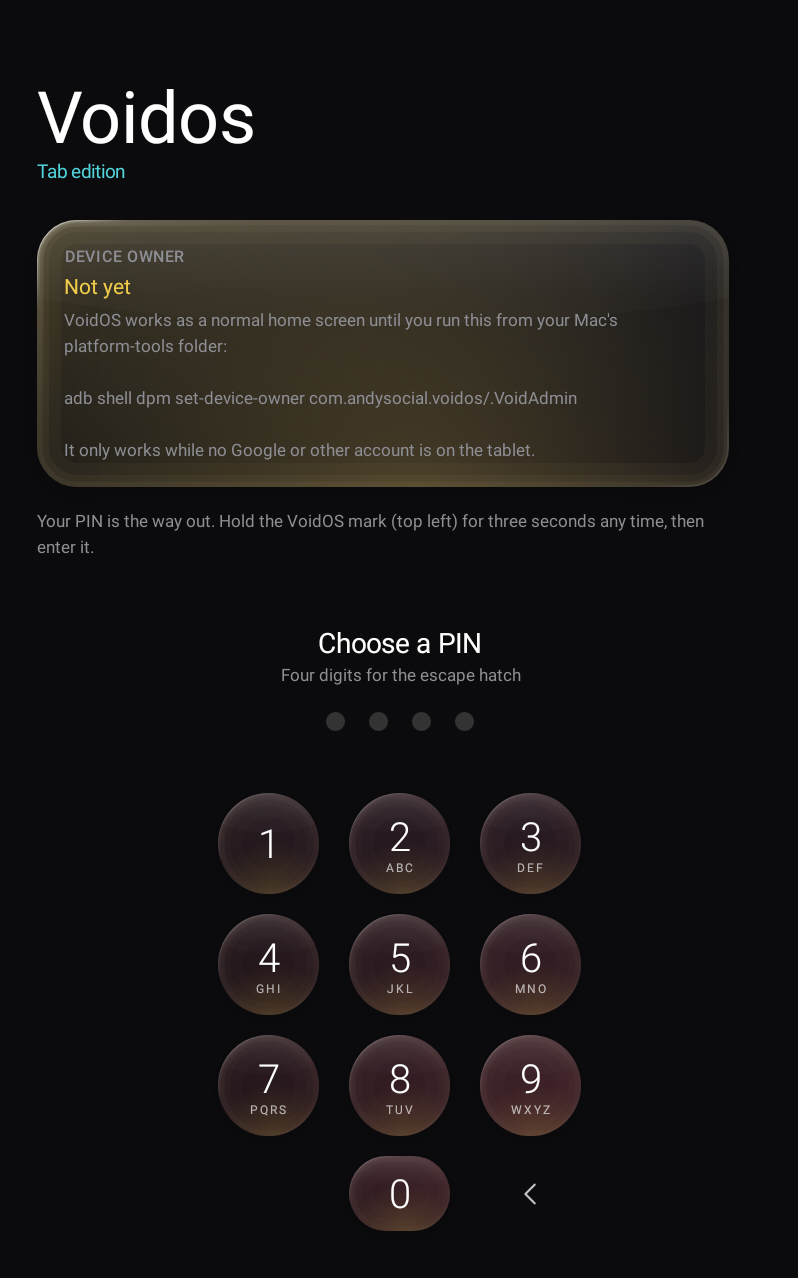 Voidos
Tab edition
DEVICE OWNER
Not yet
VoidOS works as a normal home screen until you run this from your Mac's
platform-tools folder:
adb shell dpm set-device-owner com.andysocial.voidos/.VoidAdmin
It only works while no Google or other account is on the tablet.
Your PIN is the way out. Hold the VoidOS mark (top left) for three seconds any time, then
enter it.
Choose a PIN
Four digits for the escape hatch
1 2 3
ABC DEF
4 5 6
GHI JKL MNO
7 8 9
PQRS TUV WXYZ
0